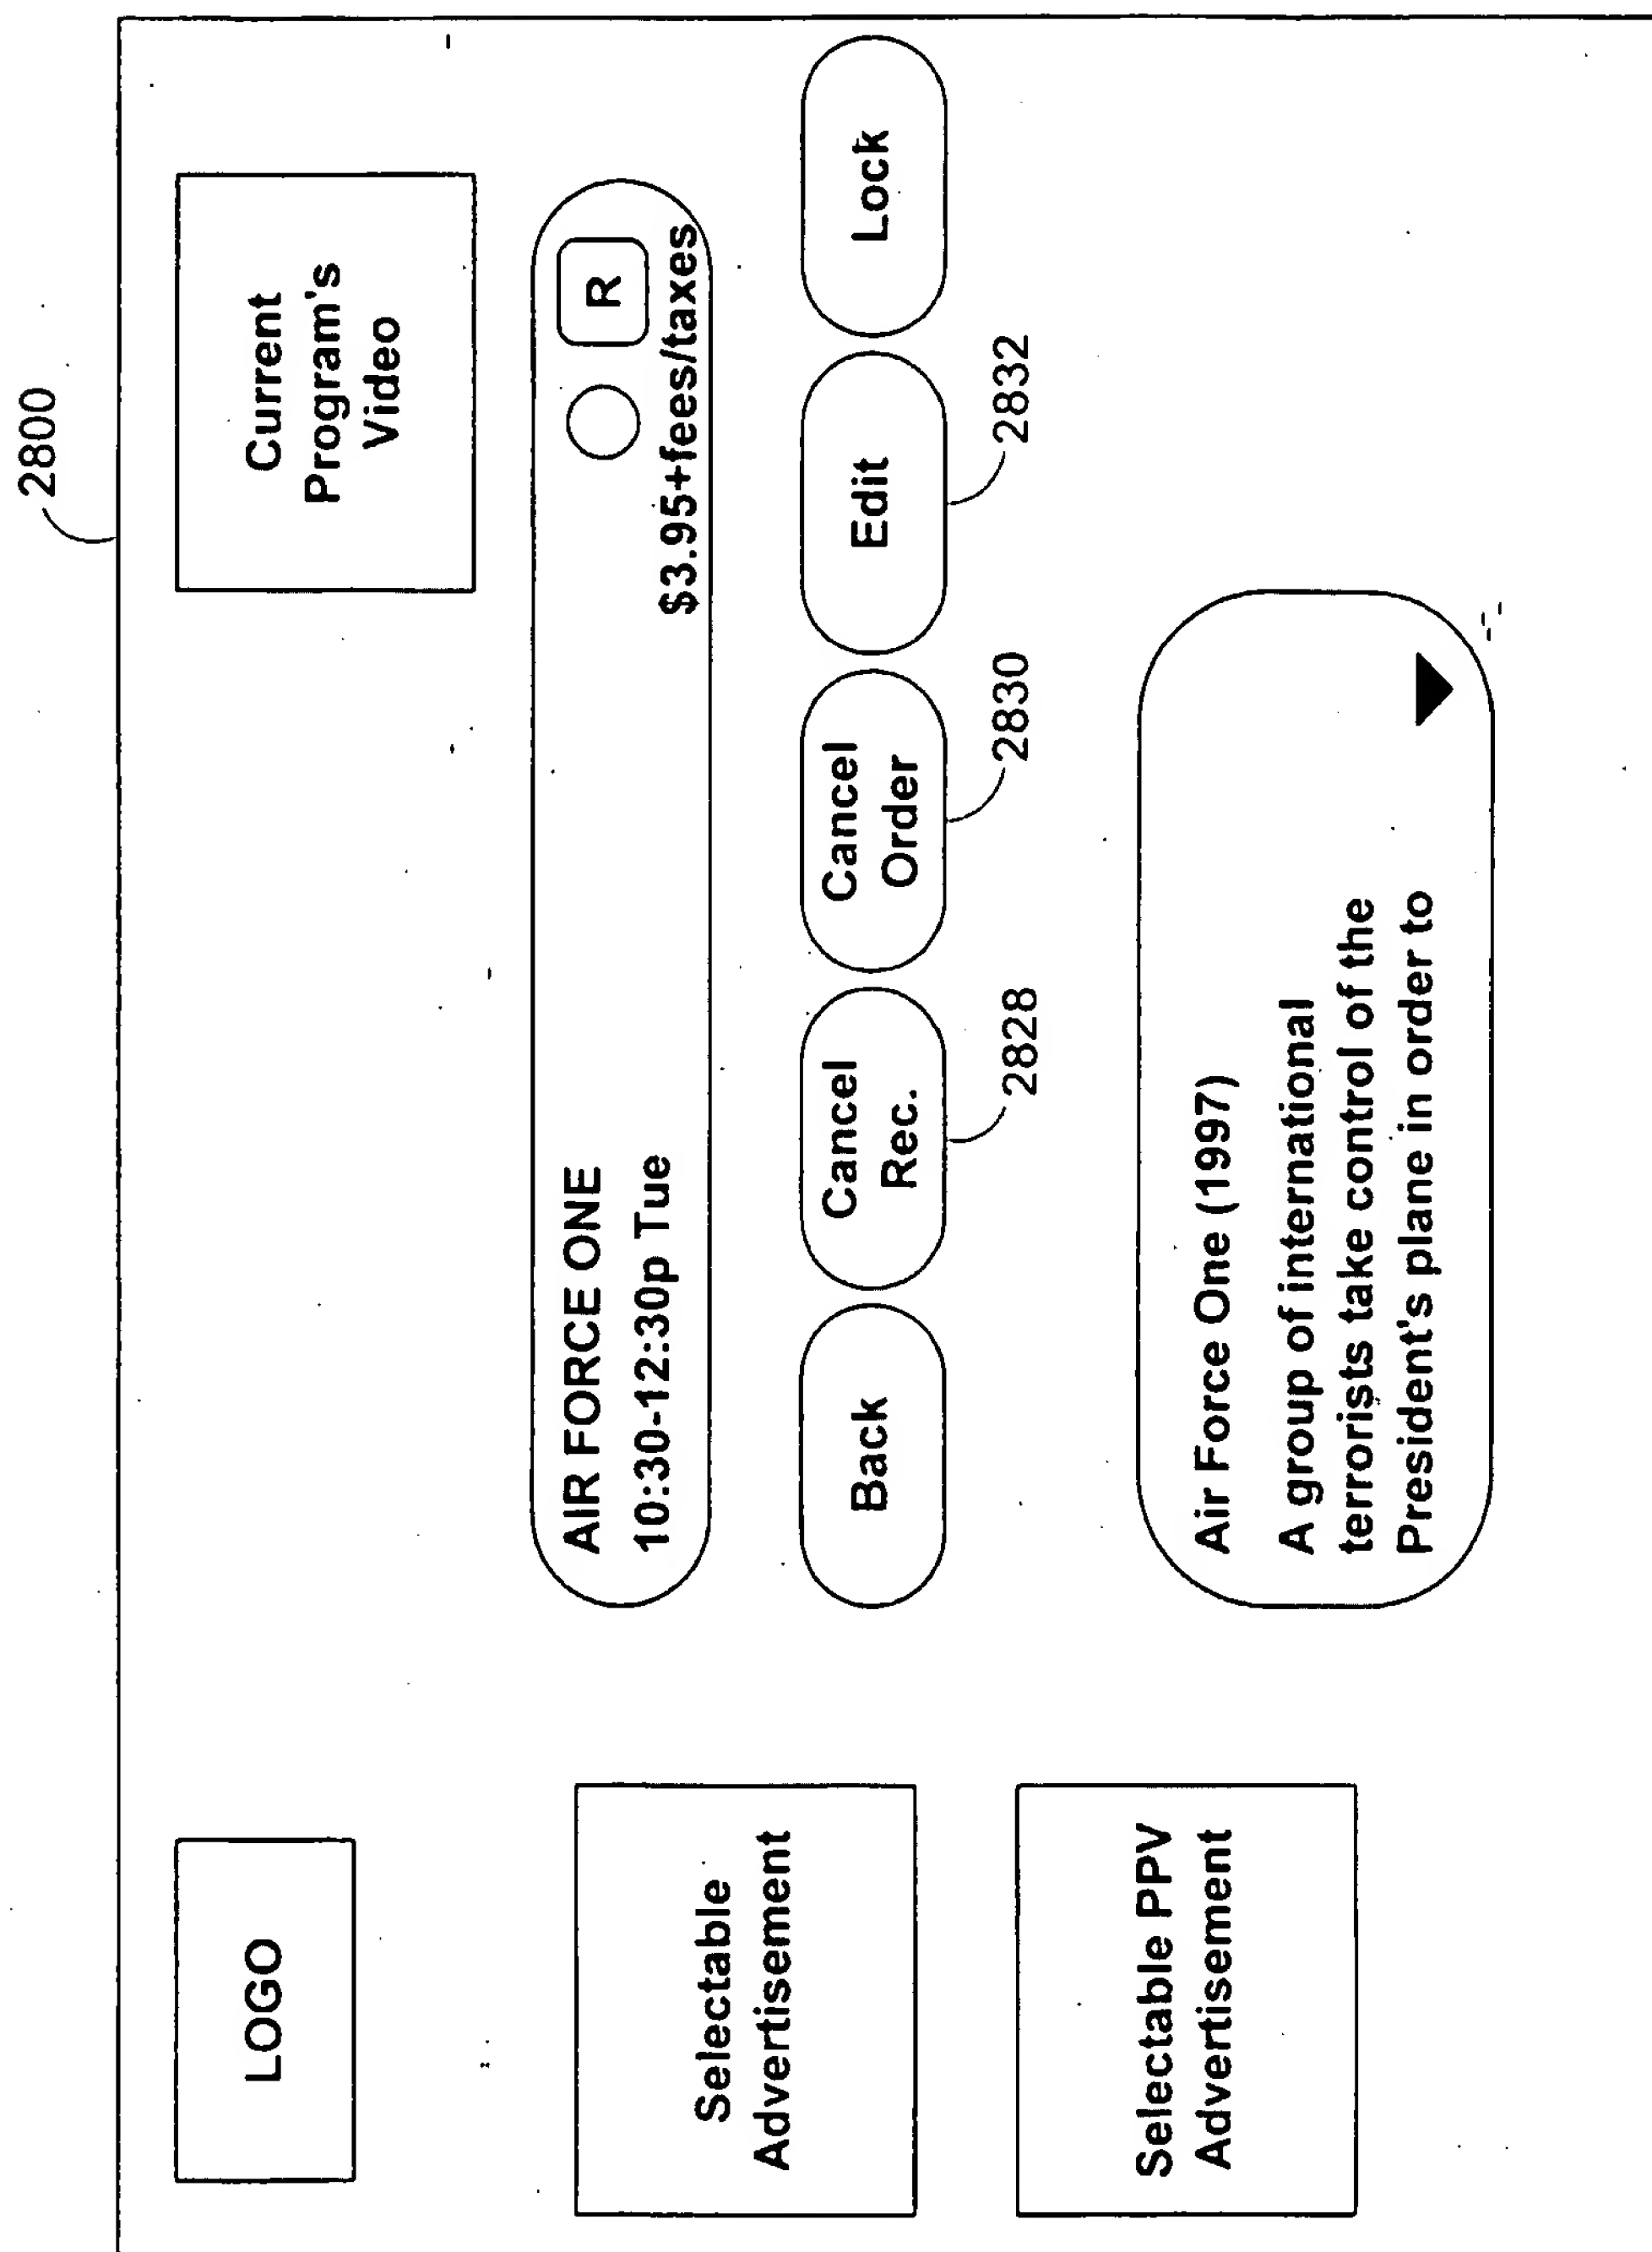 2800
LOGO
Current
Program's
Video
AIR FORCE ONE
R
10:30-12:30p Tue
$3.95+fees/taxes
Back
Cancel
Rec.
Cancel
Order
Edit
Lock
2828
2830
2832
Selectable
Advertisement
Selectable PPV
Advertisement
Air Force One (1997)
A group of international
terrorists take control of the
President's plane in order to